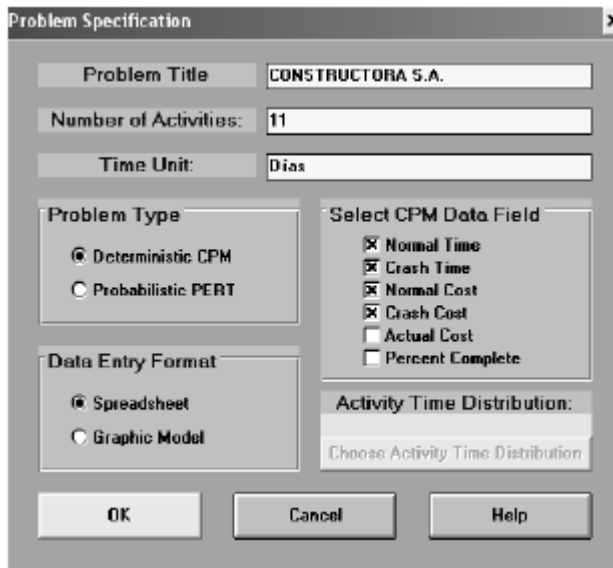 Problem Specification
Problem Title
CONSTRUCTORA S.A.
Number of Activities:
11
Time Unit:
Días
Problem Type
Deterministic CPM
Probabilistic PERT
Select CPM Data Field
Normal Time
Crash Time
Normal Cost
Crash Cost
Actual Cost
Percent Complete
Data Entry Format
Spreadsheet
Graphic Model
Activity Time Distribution:
Choose Activity Time Distribution
OK
Cancel
Help